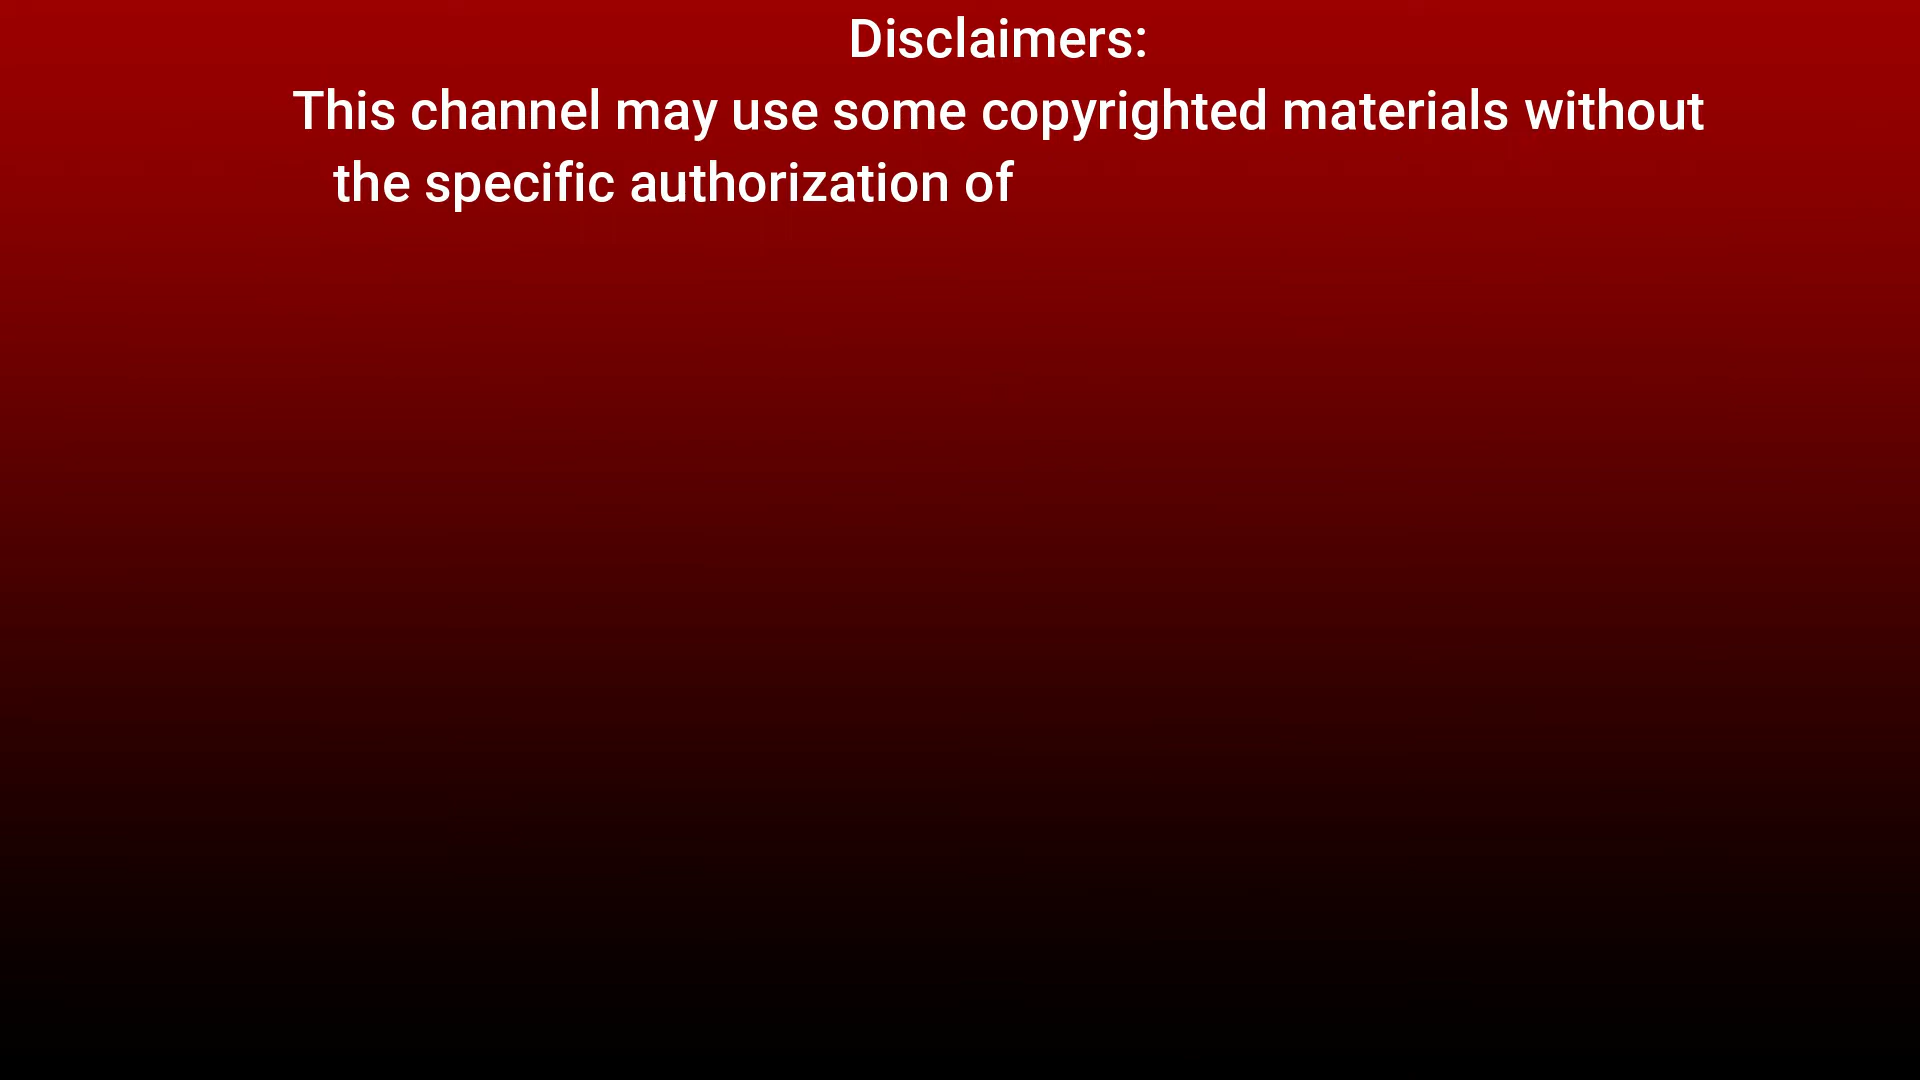 Disclaimers:
This channel may use some copyrighted materials without
the specific authorization of